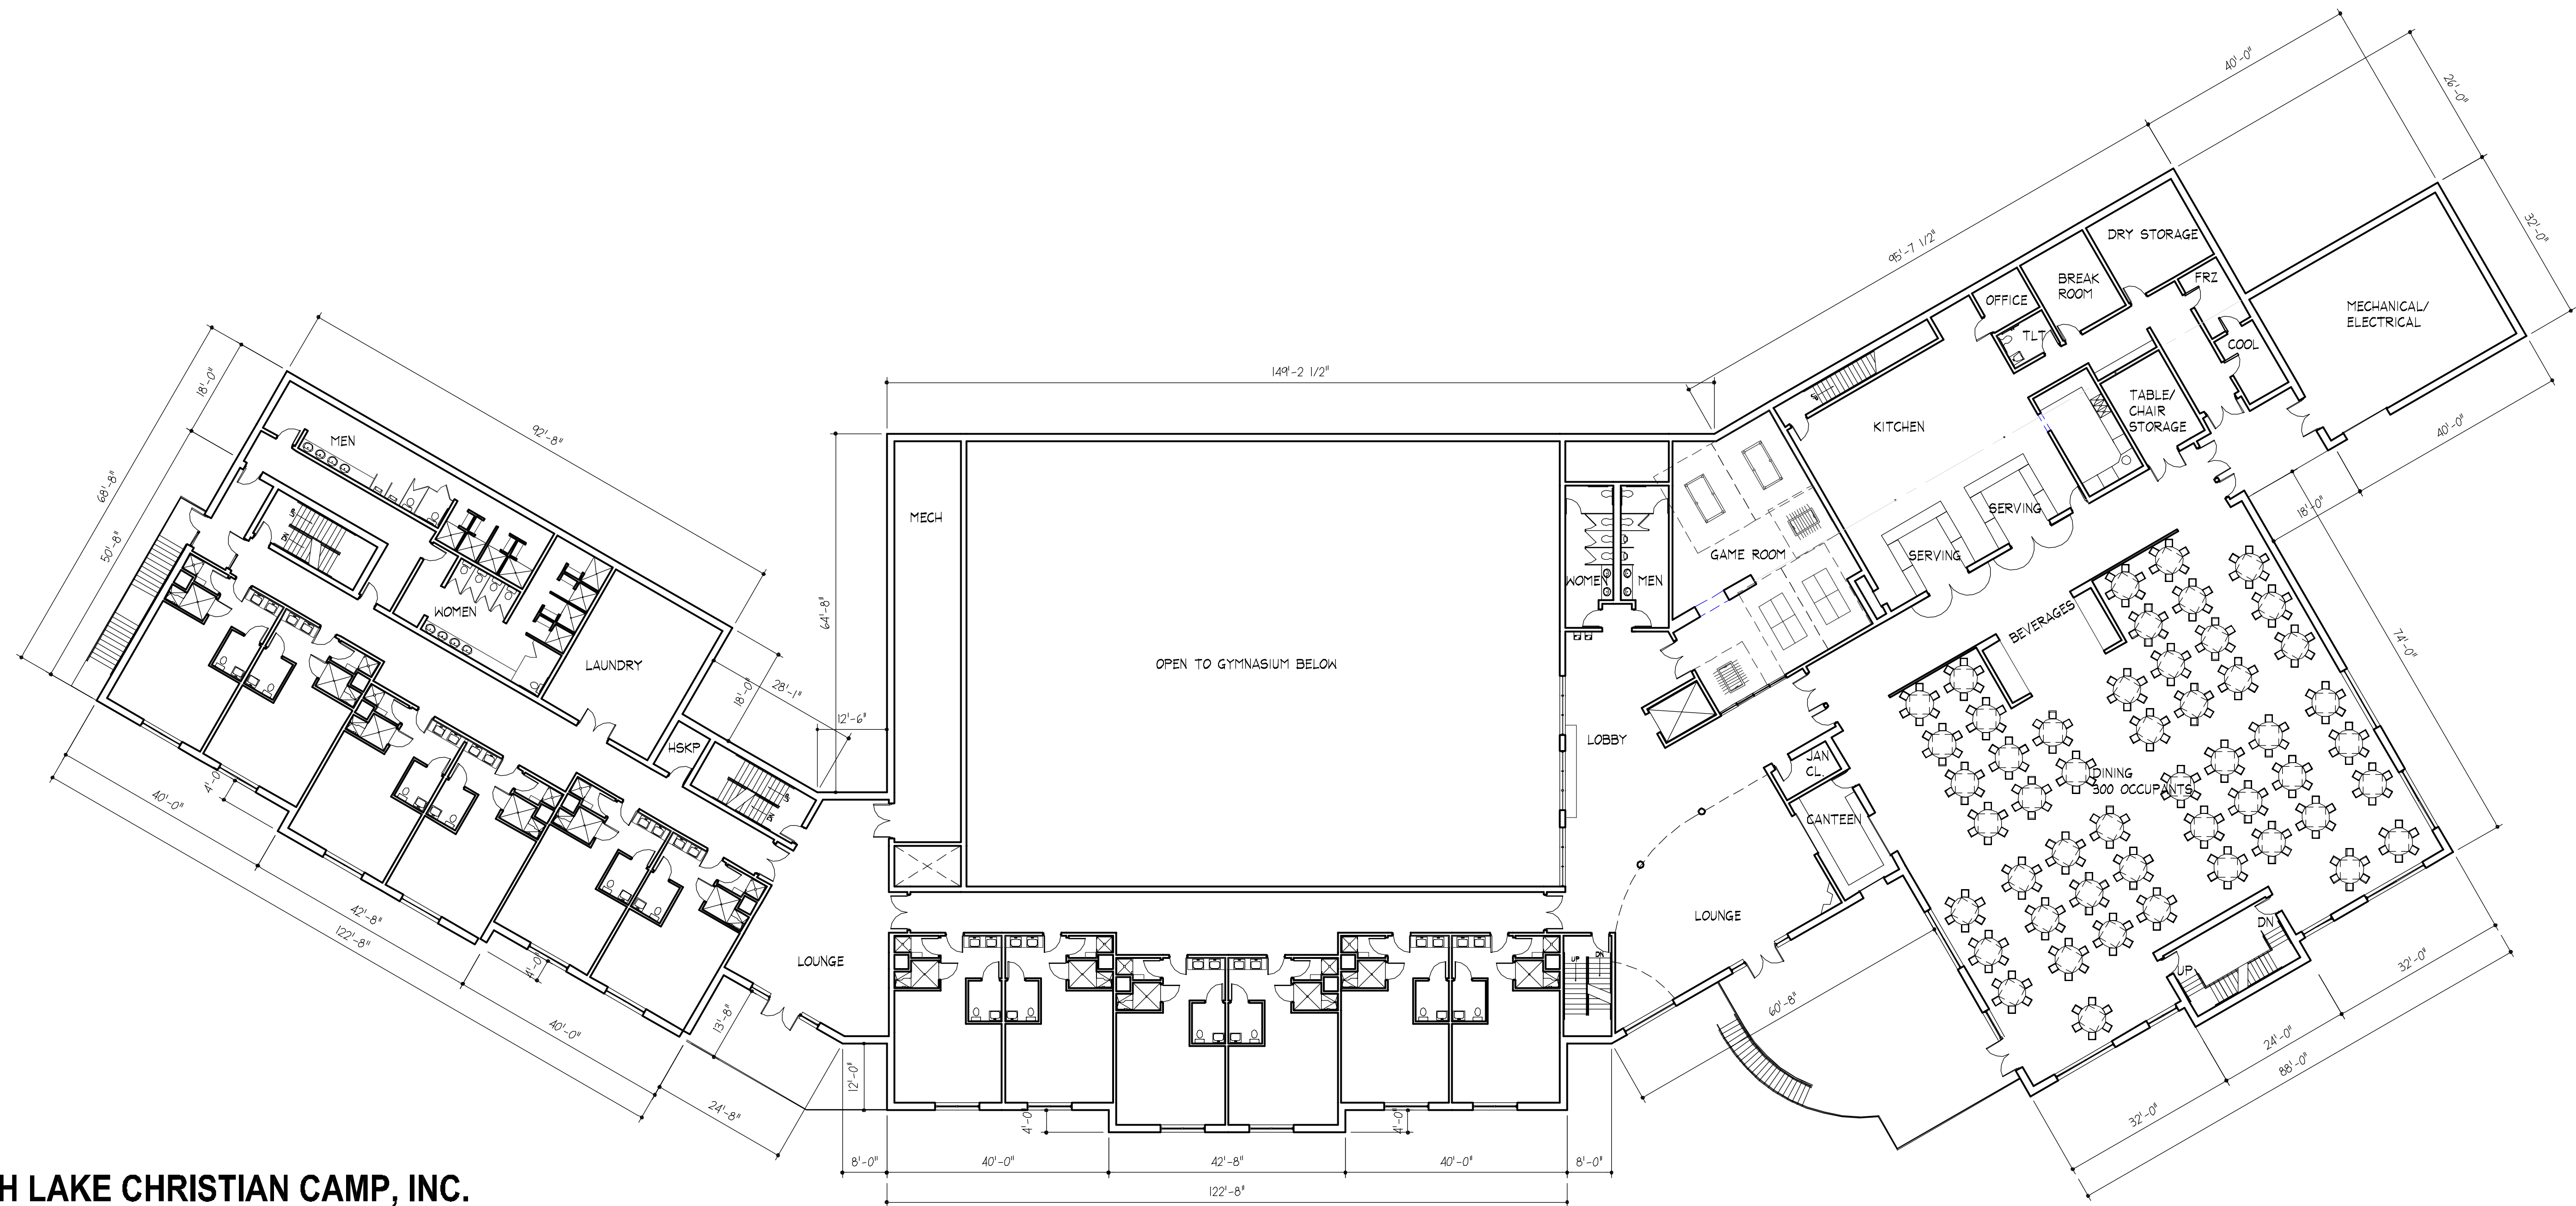 40'-0"
26'-0"
32'-0"
95'-7 1/2"
DRY STORAGE
BREAK
ROOM
FRZ
OFFICE
TLT
COOL
MECHANICAL/
ELECTRICAL
TABLE/
CHAIR
STORAGE
KITCHEN
40'-0"
18'-0"
149'-2 1/2"
18'-0"
92'-8"
68'-8"
50'-8"
MEN
UP
DN
WOMEN
LAUNDRY
HSKP
UP
DN
28'-1"
18'-0"
12'-6"
64'-8"
MECH
OPEN TO GYMNASIUM BELOW
WOMEN
MEN
GAME ROOM
SERVING
SERVING
BEVERAGES
74'-0"
LOBBY
JAN
CL.
CANTEEN
DINING
300 OCCUPANTS
LOUNGE
LOUNGE
UP
DN
DN
UP
4'-0"
40'-0"
42'-8"
122'-8"
4'-0"
40'-0"
13'-8"
24'-8"
12'-0"
4'-0"
4'-0"
60'-8"
32'-0"
24'-0"
88'-0"
32'-0"
8'-0"
40'-0"
42'-8"
40'-0"
8'-0"
122'-8"
H LAKE CHRISTIAN CAMP, INC.